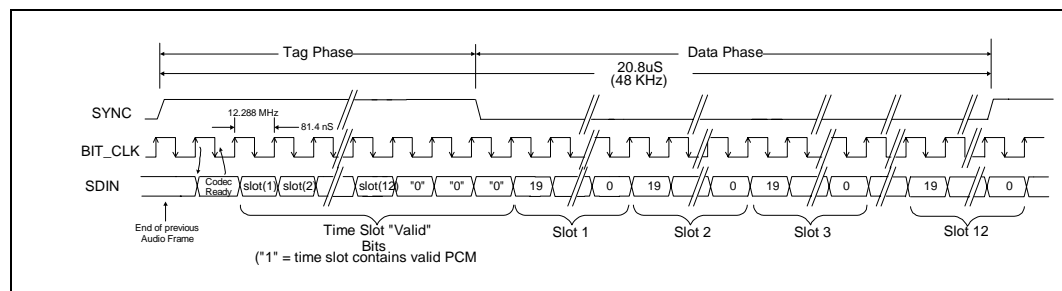 Tag Phase
Data Phase
20.8uS
(48 KHz)
SYNC
12.288 MHz
81.4 nS
BIT_CLK
SDIN
Codec
Ready
slot(1)
slot(2)
slot(12)
"0"
"0"
"0"
19
0
19
0
19
0
19
0
End of previous
Audio Frame
Time Slot "Valid"
Bits
("1" = time slot contains valid PCM
Slot 1
Slot 2
Slot 3
Slot 12